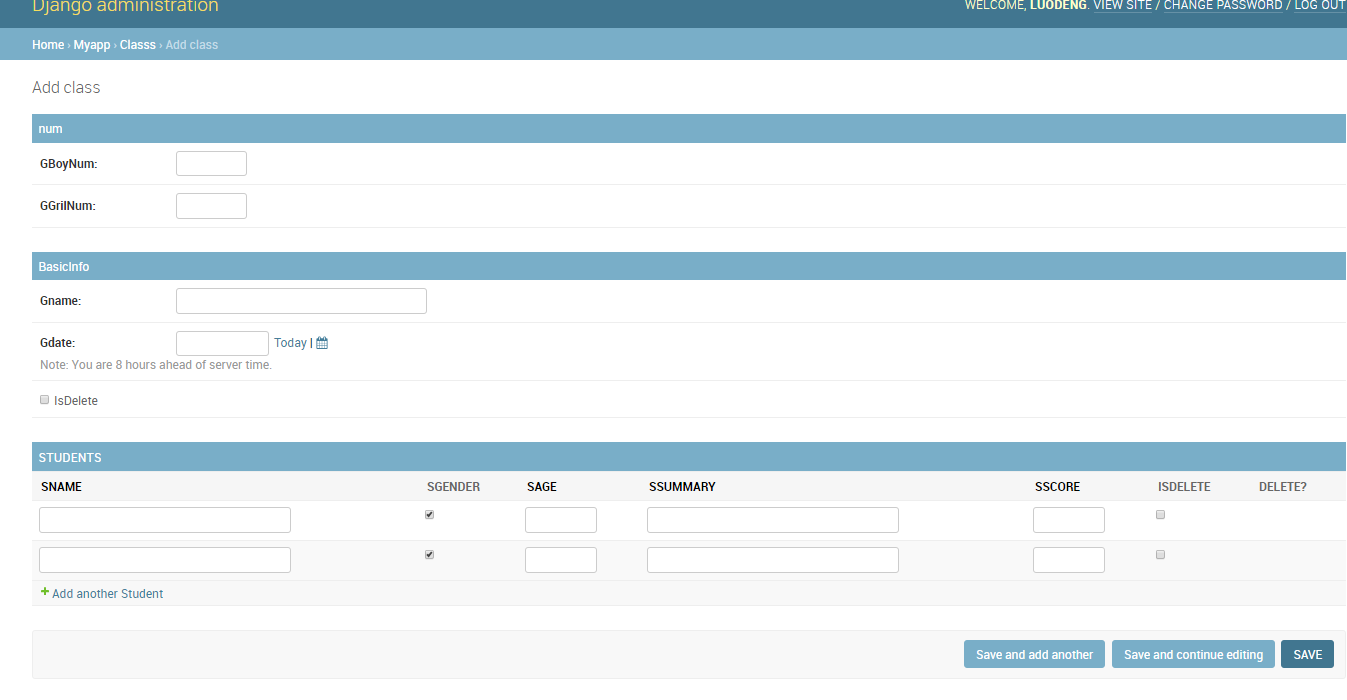 Django administration
WELCOME, LUODENG. VIEW SITE / CHANGE PASSWORD / LOG OUT
Home › Myapp › Classs › Add class
Add class
num
GBoyNum:
GGrilNum:
BasicInfo
Gname:
Gdate: Today |
Note: You are 8 hours ahead of server time.
IsDelete
STUDENTS
SNAME SGENDER SAGE SSUMMARY SSCORE ISDELETE DELETE?
+ Add another Student
Save and add another Save and continue editing SAVE